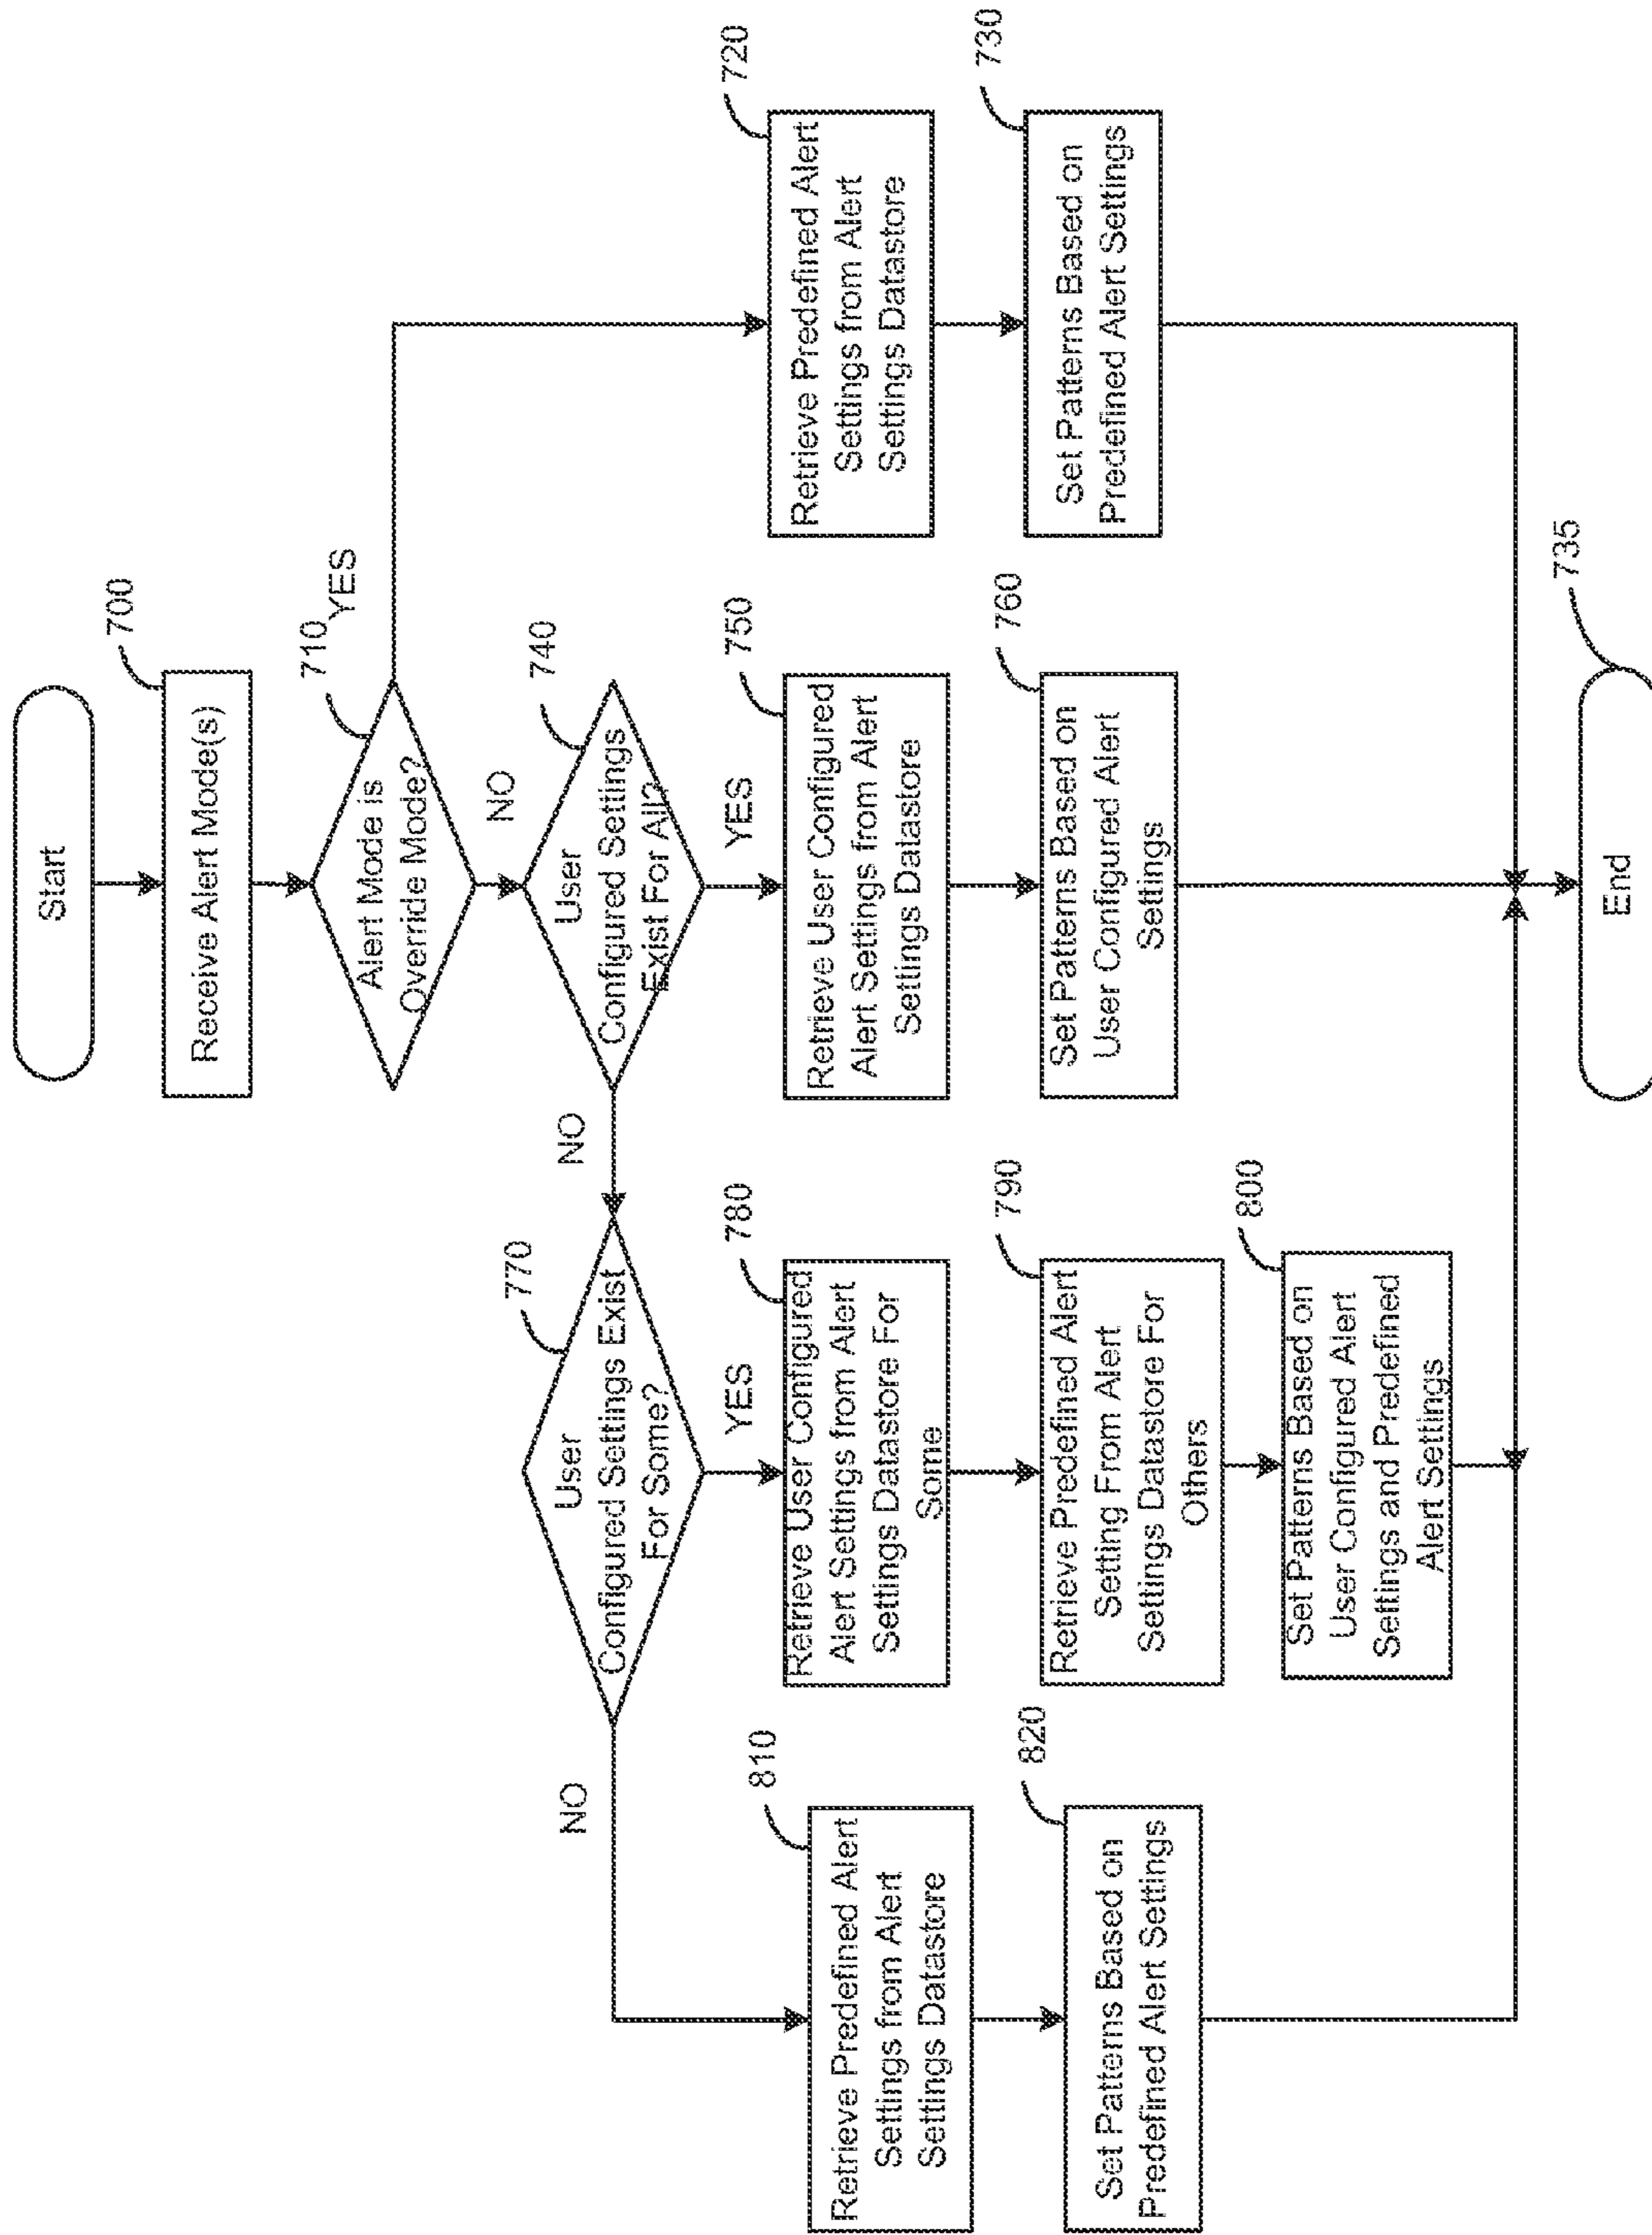 Start
700
Receive Alert Mode(s)
710
Alert Mode is
Override Mode?
YES
NO
740
User
Configured Settings
Exist For All?
NO
YES
770
User
Configured Settings Exist
For Some?
NO
YES
720
Retrieve Predefined Alert
Settings from Alert
Settings Datastore
730
Set Patterns Based on
Predefined Alert Settings
750
Retrieve User Configured
Alert Settings from Alert
Settings Datastore
760
Set Patterns Based on
User Configured Alert
Settings
780
Retrieve User Configured
Alert Settings from Alert
Settings Datastore For
Some
790
Retrieve Predefined Alert
Setting From Alert
Settings Datastore For
Others
800
Set Patterns Based on
User Configured Alert
Settings and Predefined
Alert Settings
810
Retrieve Predefined Alert
Settings from Alert
Settings Datastore
820
Set Patterns Based on
Predefined Alert Settings
735
End